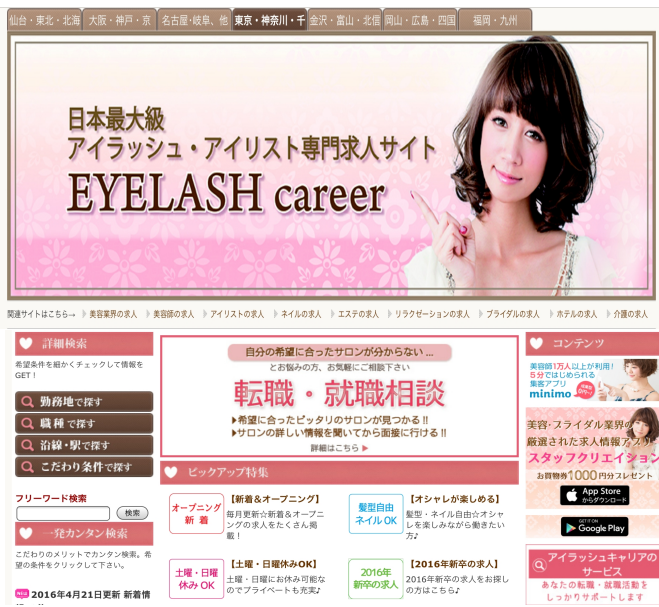 仙台・東北・北海
大阪・神戸・京
名古屋・岐阜、他
東京・神奈川・千
金沢・富山・北信
岡山・広島・四国
福岡・九州
日本最大級
アイラッシュ・アイリスト専門求人サイト
EYELASH career
関連サイトはこちら→ 美容業界の求人 美容師の求人 アイリストの求人 ネイルの求人 エステの求人 リラクゼーションの求人 ブライダルの求人 ホテルの求人 介護の求人
詳細検索
希望条件を細かくチェックして情報を
GET！
勤務地で探す
職種で探す
沿線・駅で探す
こだわり条件で探す
フリーワード検索
検索
一発カンタン検索
こだわりのメリットでカンタン検索。希
望の条件をクリックして下さい。
NEW 2016年4月21日更新 新着情
自分の希望に合ったサロンが分からない ...
とお悩みの方、お気軽にご相談下さい
転職・就職相談
希望に合ったピッタリのサロンが見つかる !!
サロンの詳しい情報を聞いてから面接に行ける !!
詳細はこちら
ピックアップ特集
オープニング
新 着
【新着＆オープニング】
毎月更新☆新着＆オープニ
ングの求人をたくさん掲
載！
髪型自由
ネイル OK
【オシャレが楽しめる】
髪型・ネイル自由☆オシャ
レを楽しみながら働きたい
方♪
土曜・日曜
休み OK
【土曜・日曜休みOK】
土曜・日曜にお休み可能な
のでプライベートも充実♪
2016年
新卒の求人
【2016年新卒の求人】
2016年新卒の求人をお探し
の方はこちら♪
コンテンツ
美容師1万人以上が利用！
5分ではじめられる
集客アプリ
minimo
美容・ブライダル業界の
厳選された求人情報アプリ
スタッフクリエイション
お買物券1000円分プレゼント
App Store
からダウンロード
GET IT ON
Google Play
アイラッシュキャリアの
サービス
あなたの転職・就職活動を
しっかりサポートします